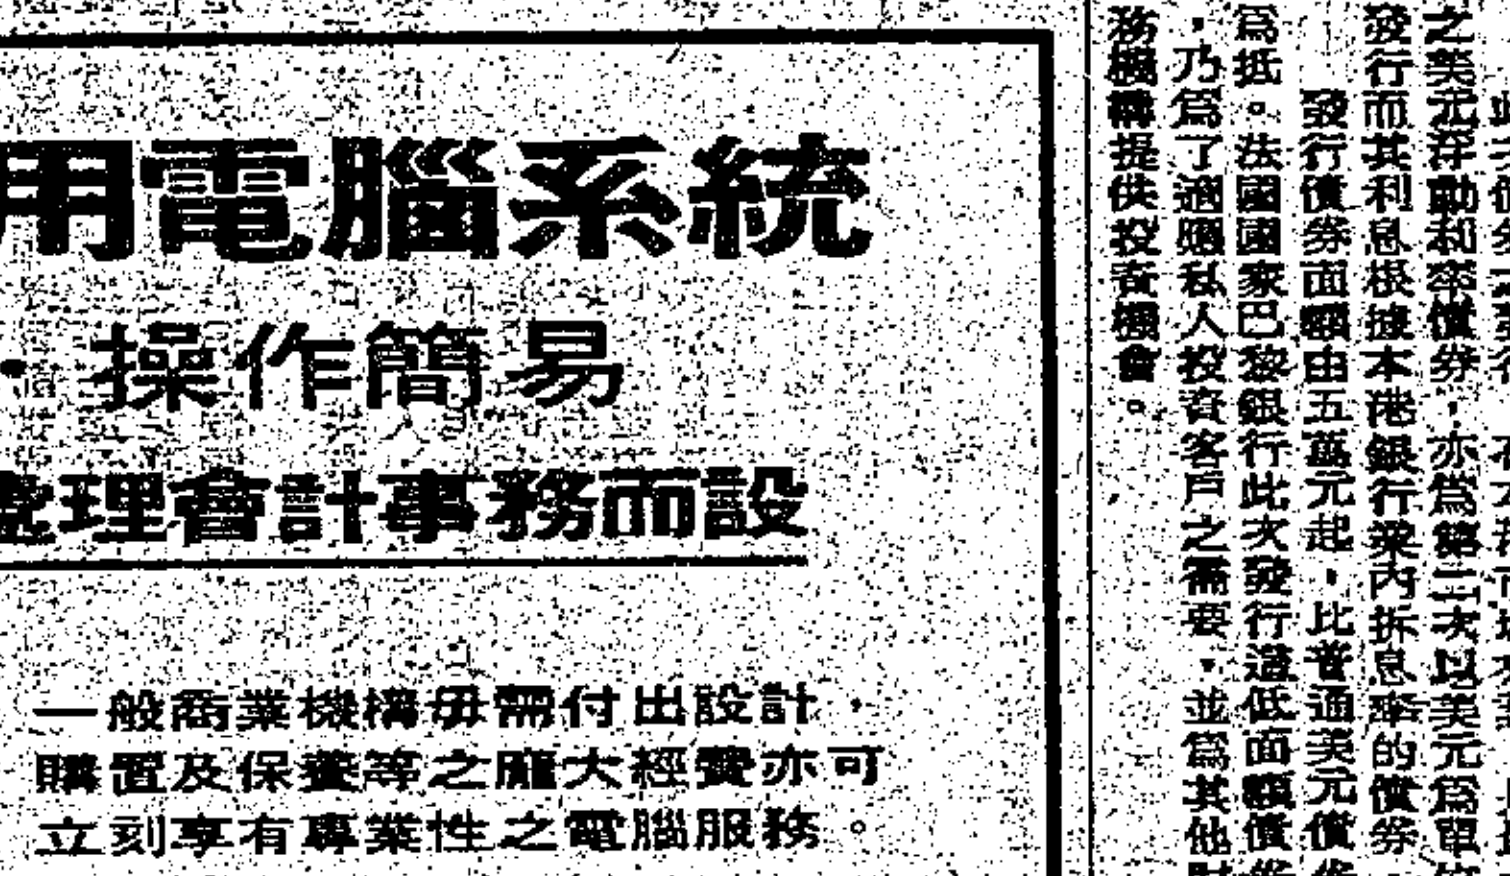 用電腦系統
·操作簡易
處理會計事務而設
一般商業機構毋需付出設計，
購置及保養等之龐大經費亦可
立刻享有專業性之電腦服務。
之美元浮動利率債券，亦為第二次以美元為單
發行而其利息根據本港銀行業內拆息率的債券
發行債券面額由五萬元起，比普通美元債
為抵。法國國家巴黎銀行此次發行這低面額債
，乃為了適應私人投資客戶之需要，並為其他
務機構提供投資機會。